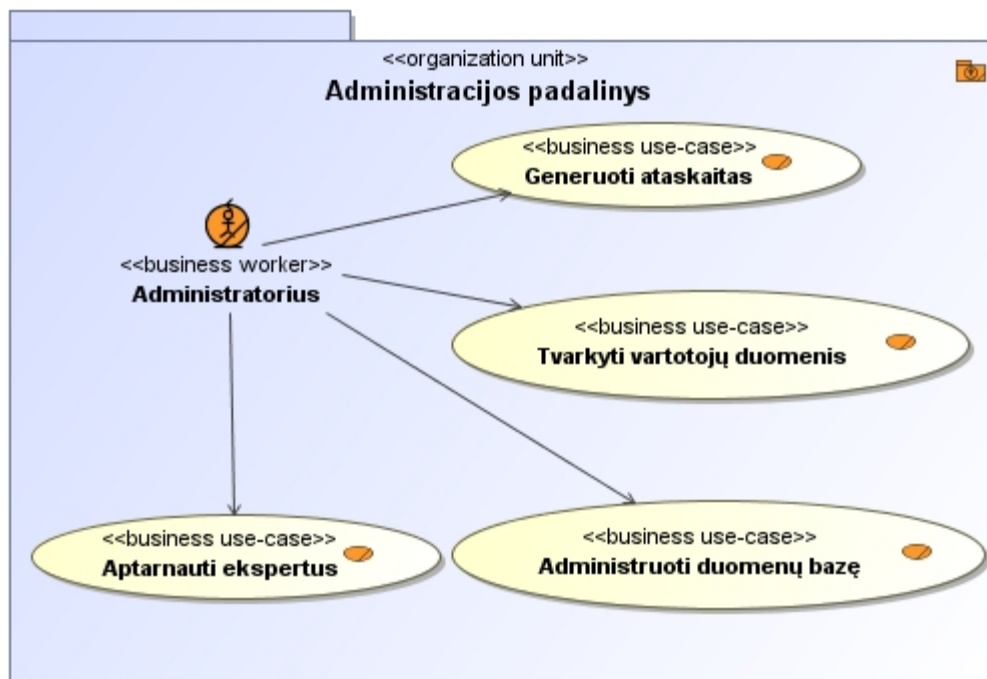 <<organization unit>>
Administracijos padalinys
<<business use-case>>
Generuoti ataskaitas
<<business worker>>
Administratorius
<<business use-case>>
Tvarkyti vartotojų duomenis
<<business use-case>>
Aptarnauti ekspertus
<<business use-case>>
Administruoti duomenų bazę